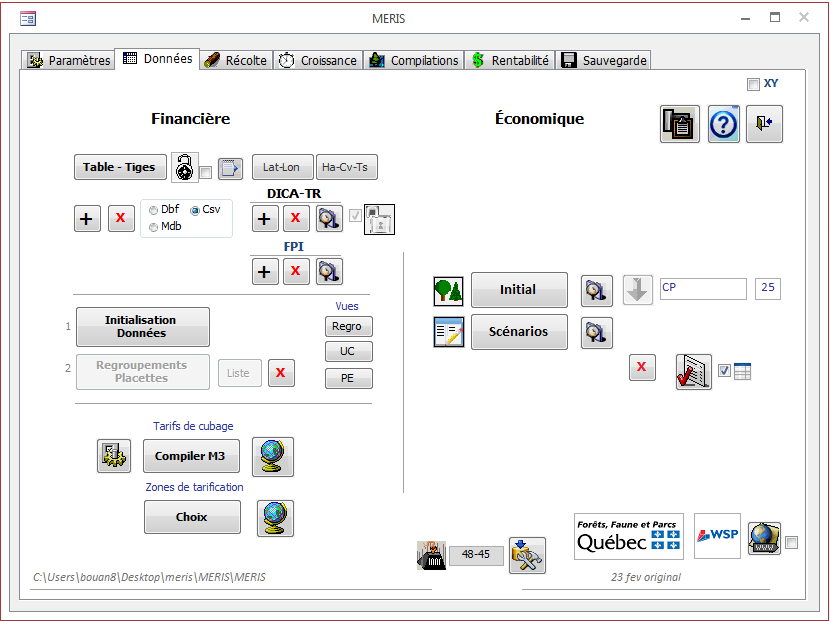 MERIS
Paramètres
Données
Récolte
Croissance
Compilations
$ Rentabilité
Sauvegarde
XY
Financière
Économique
Table - Tiges
Lat-Lon
Ha-Cv-Ts
DICA-TR
+
X
Dbf
Csv
Mdb
+
X
FPI
+
X
Initial
CP
25
Scénarios
X
Vues
1
Initialisation
Données
Regro
UC
2
Regroupements
Placettes
Liste
X
PE
Tarifs de cubage
Compiler M3
Zones de tarification
Choix
Forêts, Faune et Parcs
Québec
WSP
WWW
48-45
C:\Users\bouan8\Desktop\meris\MERIS\MERIS
23 fev original